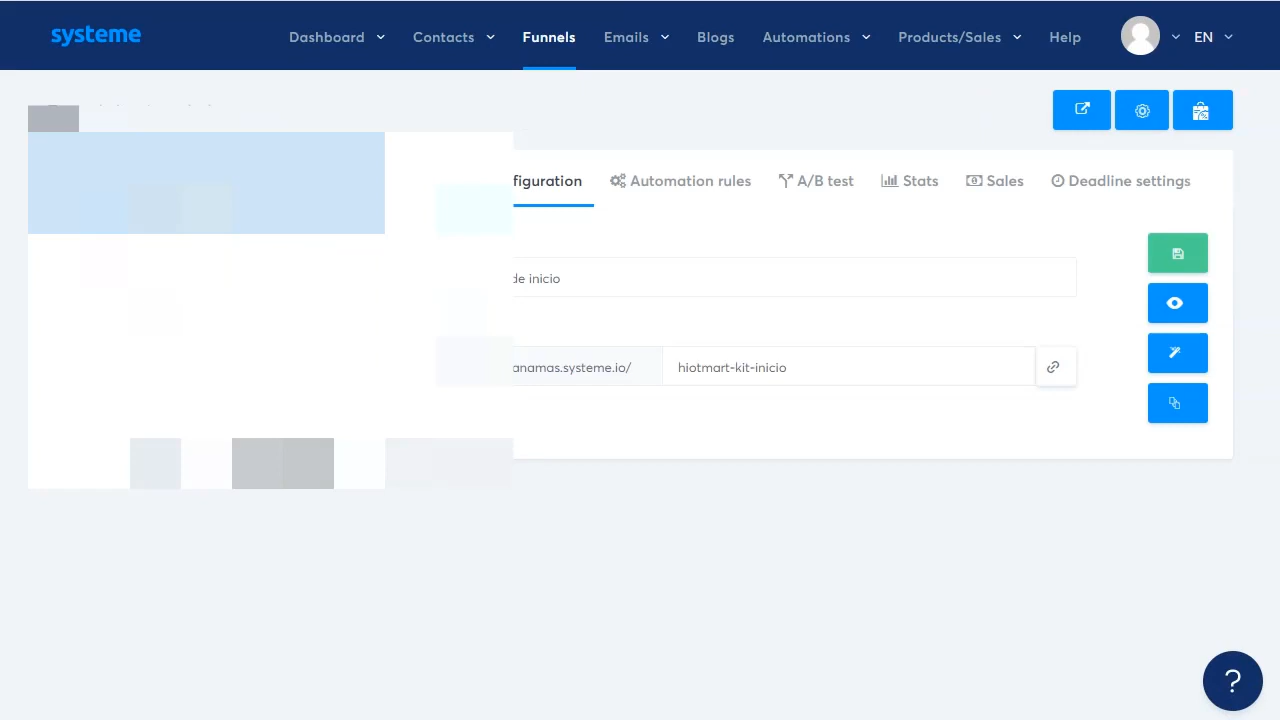 systeme
Dashboard
Contacts
Funnels
Emails
Blogs
Automations
Products/Sales
Help
EN
figuration
Automation rules
A/B test
Stats
Sales
Deadline settings
de inicio
anamas.systeme.io/
hiotmart-kit-inicio
?